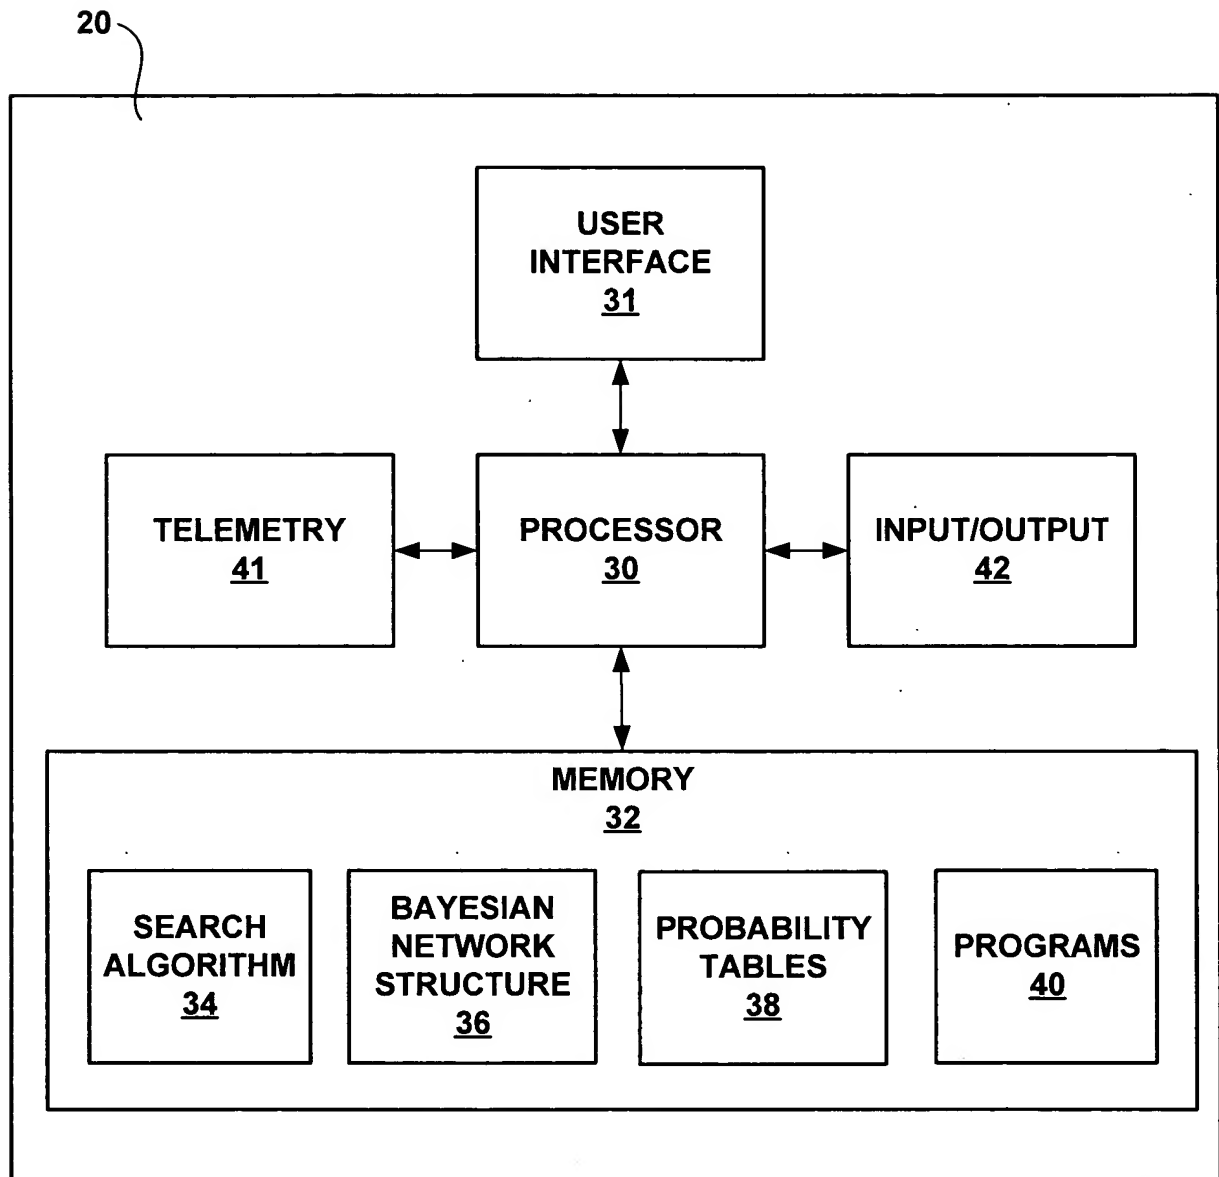 20
USER
INTERFACE
31
TELEMETRY
41
PROCESSOR
30
INPUT/OUTPUT
42
MEMORY
32
SEARCH
ALGORITHM
34
BAYESIAN
NETWORK
STRUCTURE
36
PROBABILITY
TABLES
38
PROGRAMS
40